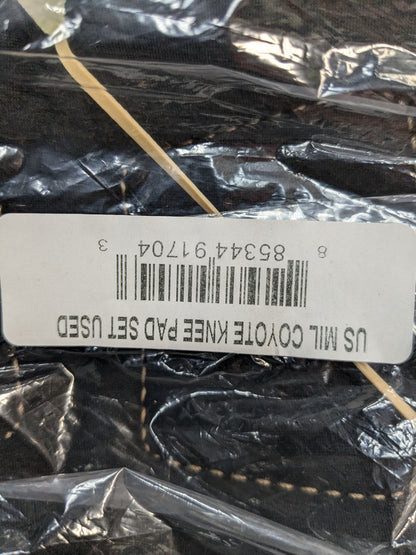 US MIL COYOTE KNEE PAD SET USED
8 85344 91704 3